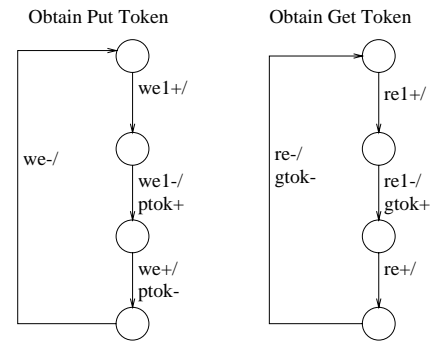 Obtain Put Token
we1+/
we-/
we1-/
ptok+
we+/
ptok-
Obtain Get Token
re1+/
re-/
gtok-
re1-/
gtok+
re+/